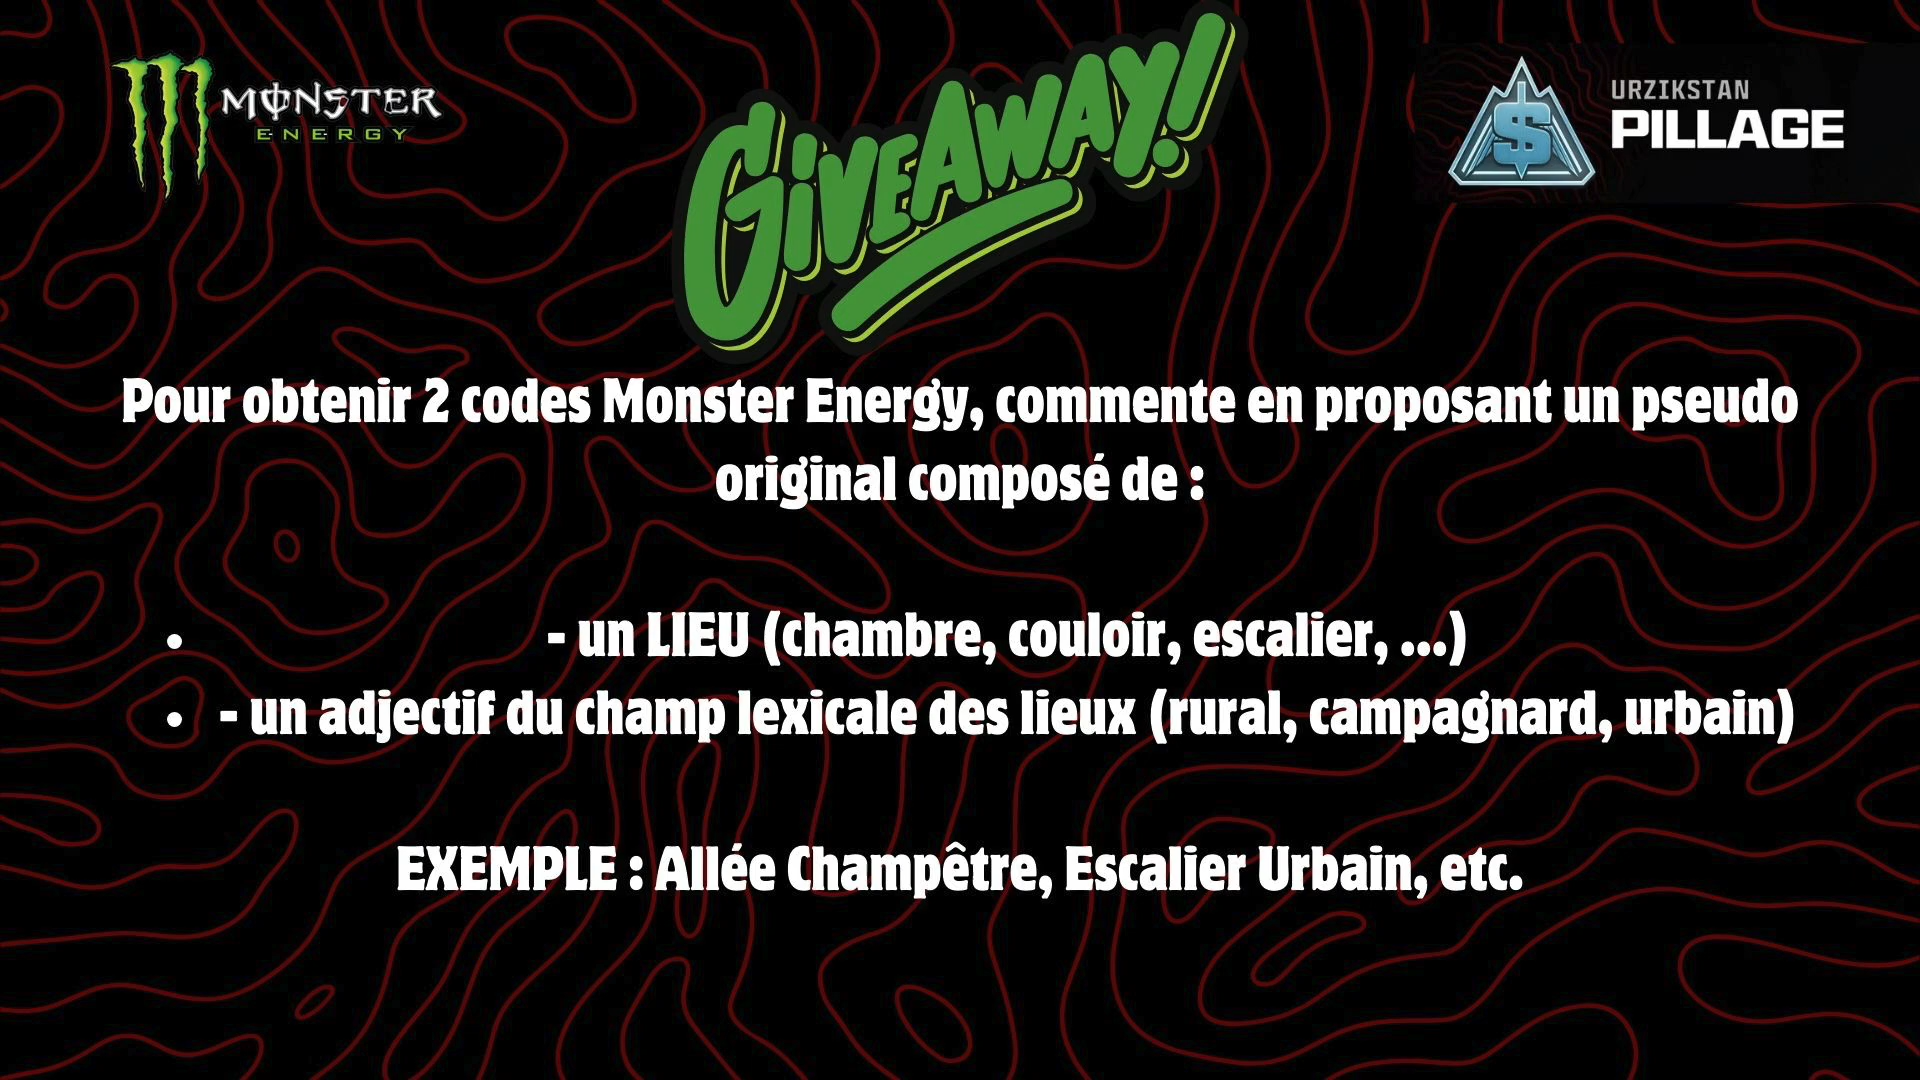 MONSTER
ENERGY
GiveAway!
URZIKSTAN
PILLAGE
Pour obtenir 2 codes Monster Energy, commente en proposant un pseudo
original composé de :
• - un LIEU (chambre, couloir, escalier, ...)
• - un adjectif du champ lexicale des lieux (rural, campagnard, urbain)
EXEMPLE : Allée Champêtre, Escalier Urbain, etc.